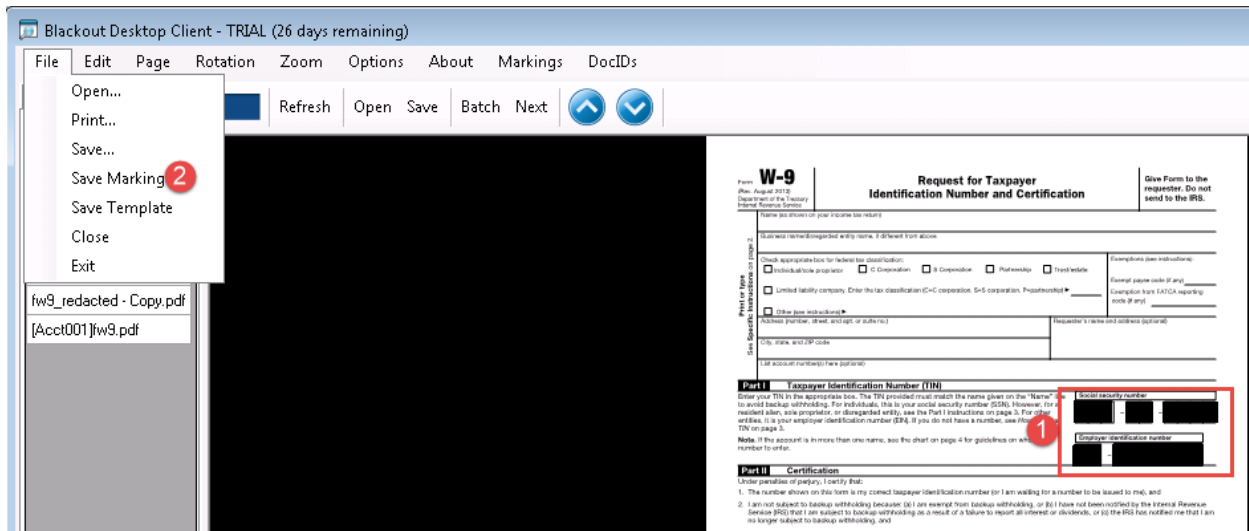 Blackout Desktop Client - TRIAL (26 days remaining)
File Edit Page Rotation Zoom Options About Markings DocIDs
Open...
Print...
Save...
Save Marking 2
Save Template
Close
Exit
Refresh Open Save Batch Next
fw9_redacted - Copy.pdf
[Acct001]fw9.pdf
Form W-9
(Rev. August 2013)
Department of the Treasury
Internal Revenue Service
Request for Taxpayer
Identification Number and Certification
Give Form to the
requester. Do not
send to the IRS.
Print or type
See Specific Instructions on page 2.
Name (as shown on your income tax return)
Business name/disregarded entity name, if different from above
Check appropriate box for federal tax classification:
Individual/sole proprietor C Corporation S Corporation Partnership Trust/estate
Limited liability company. Enter the tax classification (C=C corporation, S=S corporation, P=partnership) ▶
Other (see instructions) ▶
Exemptions (see instructions):
Exempt payee code (if any)
Exemption from FATCA reporting
code (if any)
Address (number, street, and apt. or suite no.)
Requester's name and address (optional)
City, state, and ZIP code
List account number(s) here (optional)
Part I Taxpayer Identification Number (TIN)
Enter your TIN in the appropriate box. The TIN provided must match the name given on the "Name" line
to avoid backup withholding. For individuals, this is your social security number (SSN). However, for a
resident alien, sole proprietor, or disregarded entity, see the Part I instructions on page 3. For other
entities, it is your employer identification number (EIN). If you do not have a number, see
TIN on page 3.
Note. If the account is in more than one name, see the chart on page 4 for guidelines on
number to enter.
Social security number
– –
1
Employer identification number
–
Part II Certification
Under penalties of perjury, I certify that:
1. The number shown on this form is my correct taxpayer identification number (or I am waiting for a number to be issued to me), and
2. I am not subject to backup withholding because: (a) I am exempt from backup withholding, or (b) I have not been notified by the Internal Revenue
Service (IRS) that I am subject to backup withholding as a result of a failure to report all interest or dividends, or (c) the IRS has notified me that I am
no longer subject to backup withholding, and